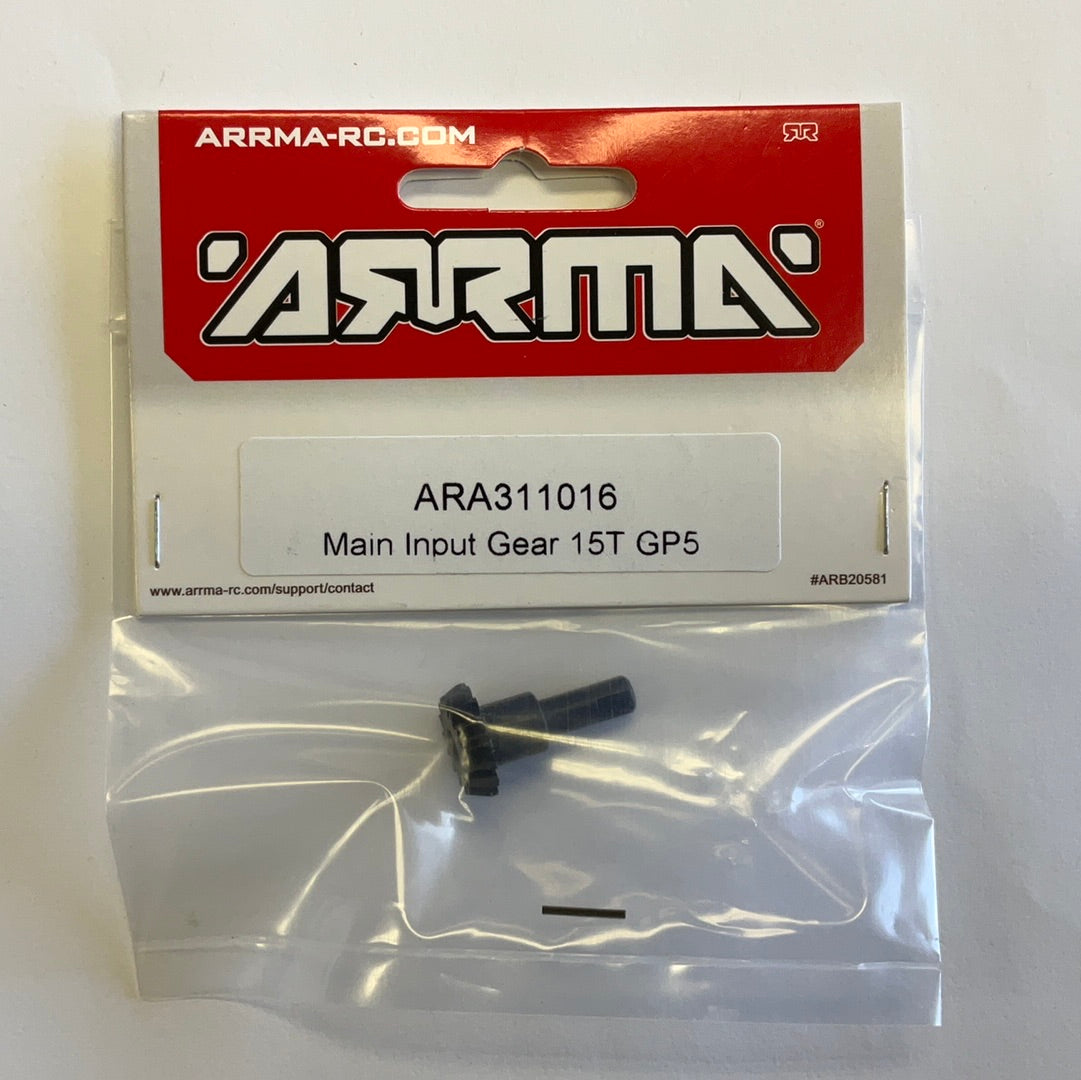 ARRMA-RC.COM
ARRMA®
ARA311016
Main Input Gear 15T GP5
www.arrma-rc.com/support/contact
#ARB20581